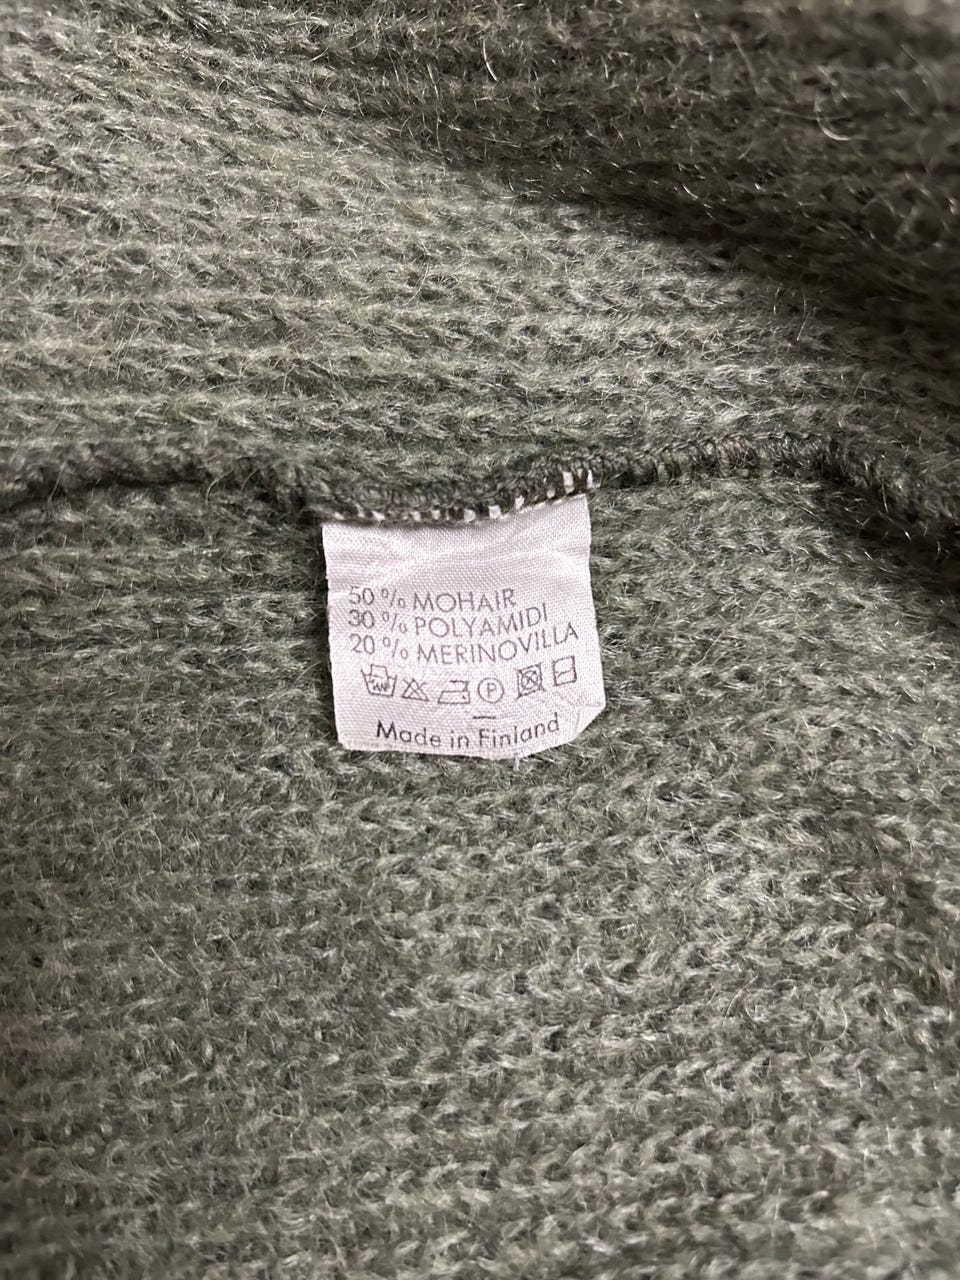 50 % MOHAIR
30 % POLYAMIDI
20 % MERINOVILLA
P
Made in Finland